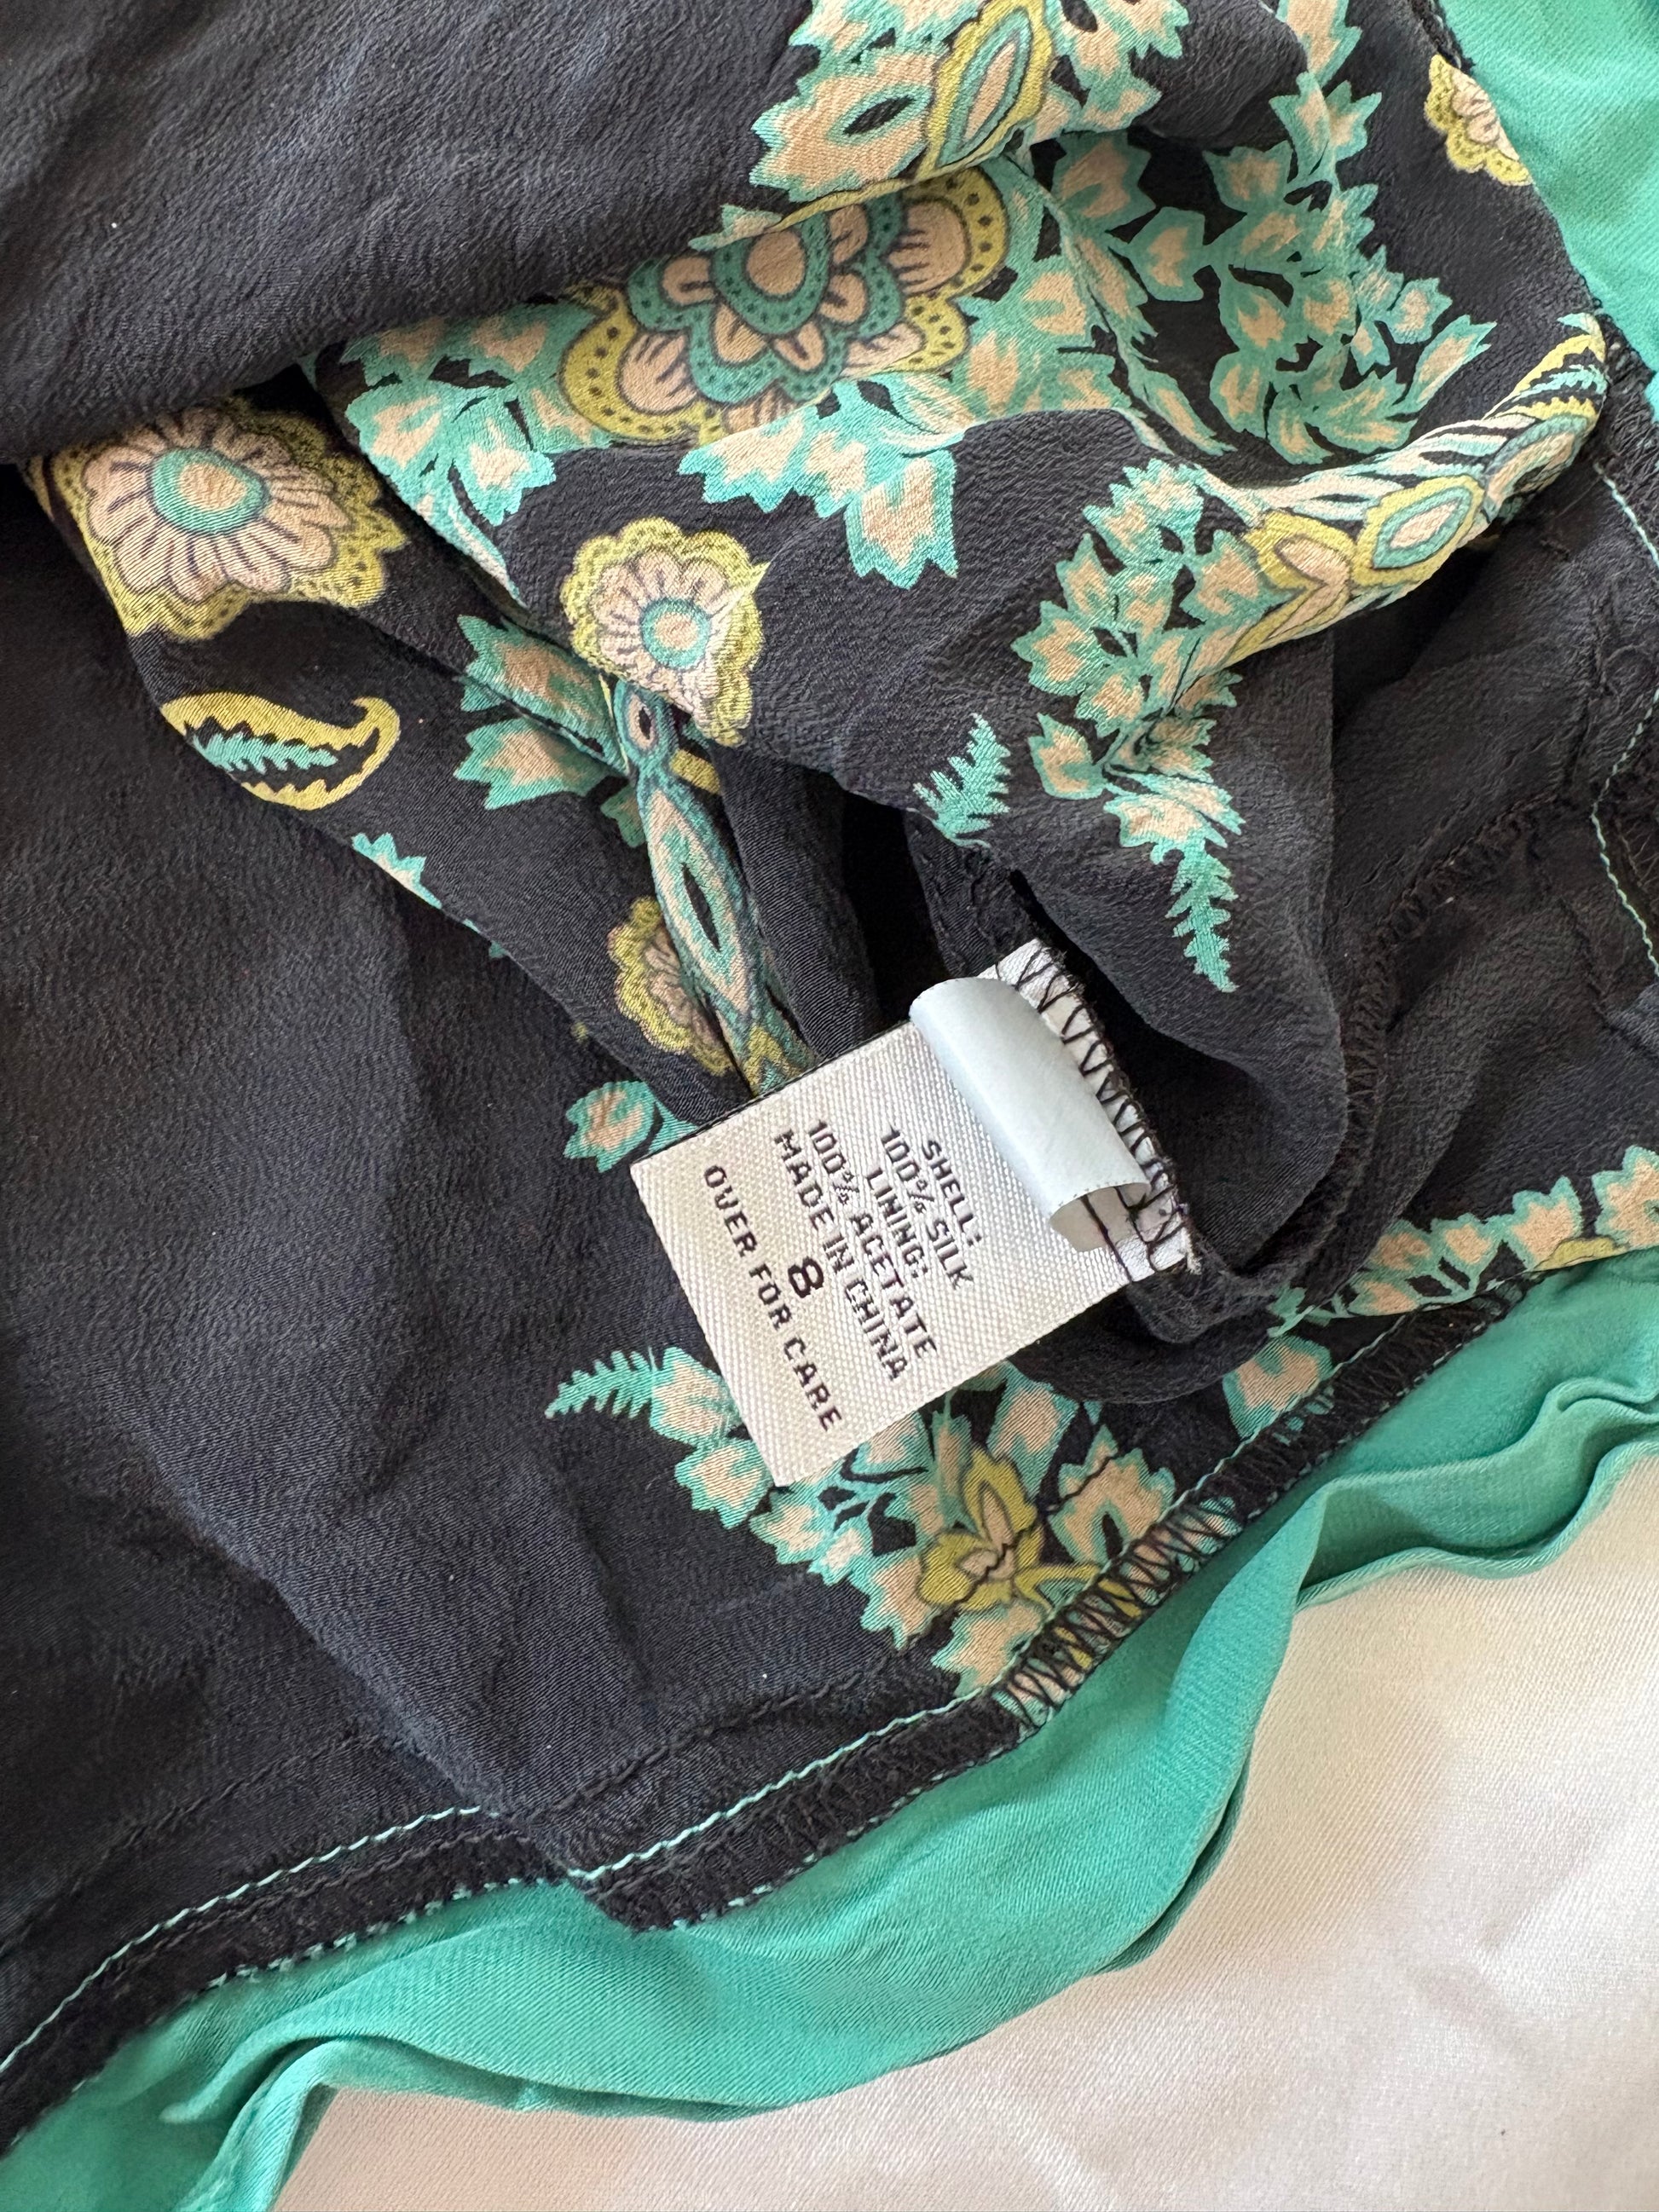 SHELL:
100% SILK
LINING:
100% ACETATE
MADE IN CHINA
8
OVER FOR CARE